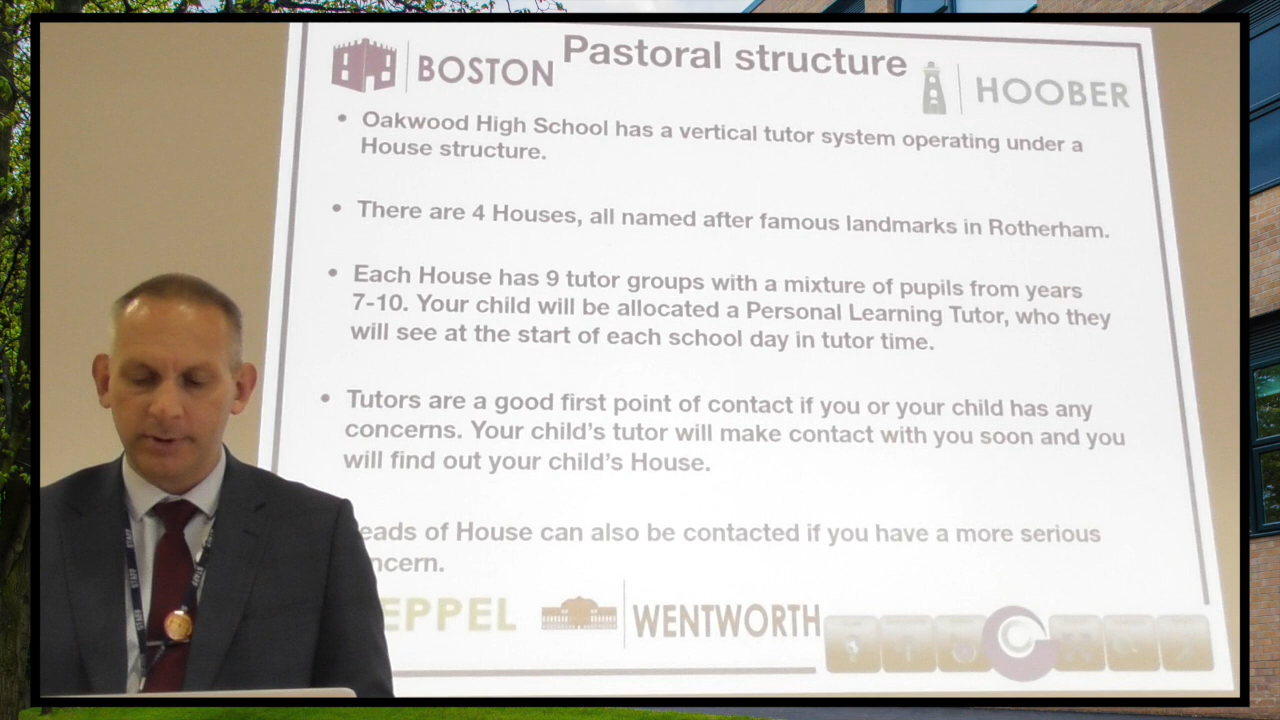 Pastoral structure
BOSTON
HOOBER
• Oakwood High School has a vertical tutor system operating under a
House structure.
• There are 4 Houses, all named after famous landmarks in Rotherham.
• Each House has 9 tutor groups with a mixture of pupils from years
7-10. Your child will be allocated a Personal Learning Tutor, who they
will see at the start of each school day in tutor time.
• Tutors are a good first point of contact if you or your child has any
concerns. Your child's tutor will make contact with you soon and you
will find out your child's House.
eads of House can also be contacted if you have a more serious
ncern.
EPPEL
WENTWORTH